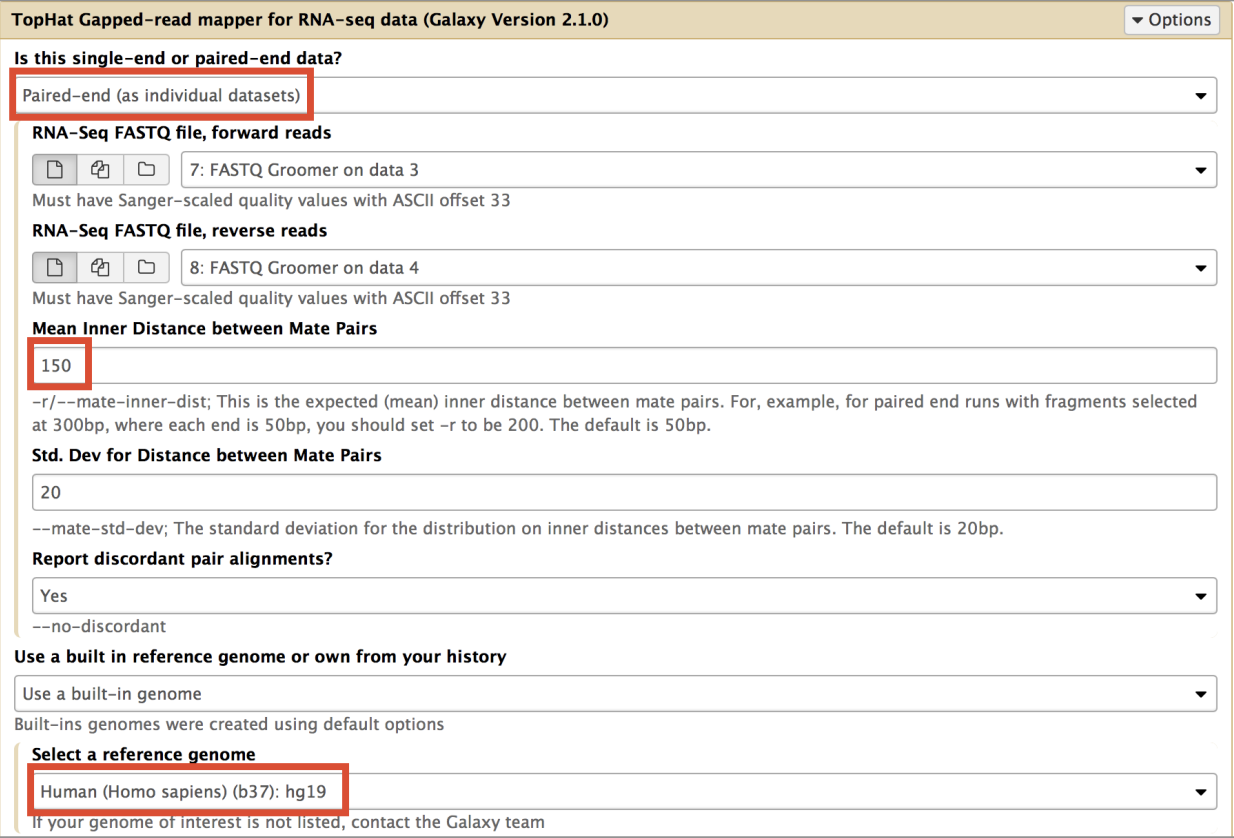 TopHat Gapped-read mapper for RNA-seq data (Galaxy Version 2.1.0)
Options
Is this single-end or paired-end data?
Paired-end (as individual datasets)
RNA-Seq FASTQ file, forward reads
7: FASTQ Groomer on data 3
Must have Sanger-scaled quality values with ASCII offset 33
RNA-Seq FASTQ file, reverse reads
8: FASTQ Groomer on data 4
Must have Sanger-scaled quality values with ASCII offset 33
Mean Inner Distance between Mate Pairs
150
-r/--mate-inner-dist; This is the expected (mean) inner distance between mate pairs. For, example, for paired end runs with fragments selected
at 300bp, where each end is 50bp, you should set -r to be 200. The default is 50bp.
Std. Dev for Distance between Mate Pairs
20
--mate-std-dev; The standard deviation for the distribution on inner distances between mate pairs. The default is 20bp.
Report discordant pair alignments?
Yes
--no-discordant
Use a built in reference genome or own from your history
Use a built-in genome
Built-ins genomes were created using default options
Select a reference genome
Human (Homo sapiens) (b37): hg19
If your genome of interest is not listed, contact the Galaxy team